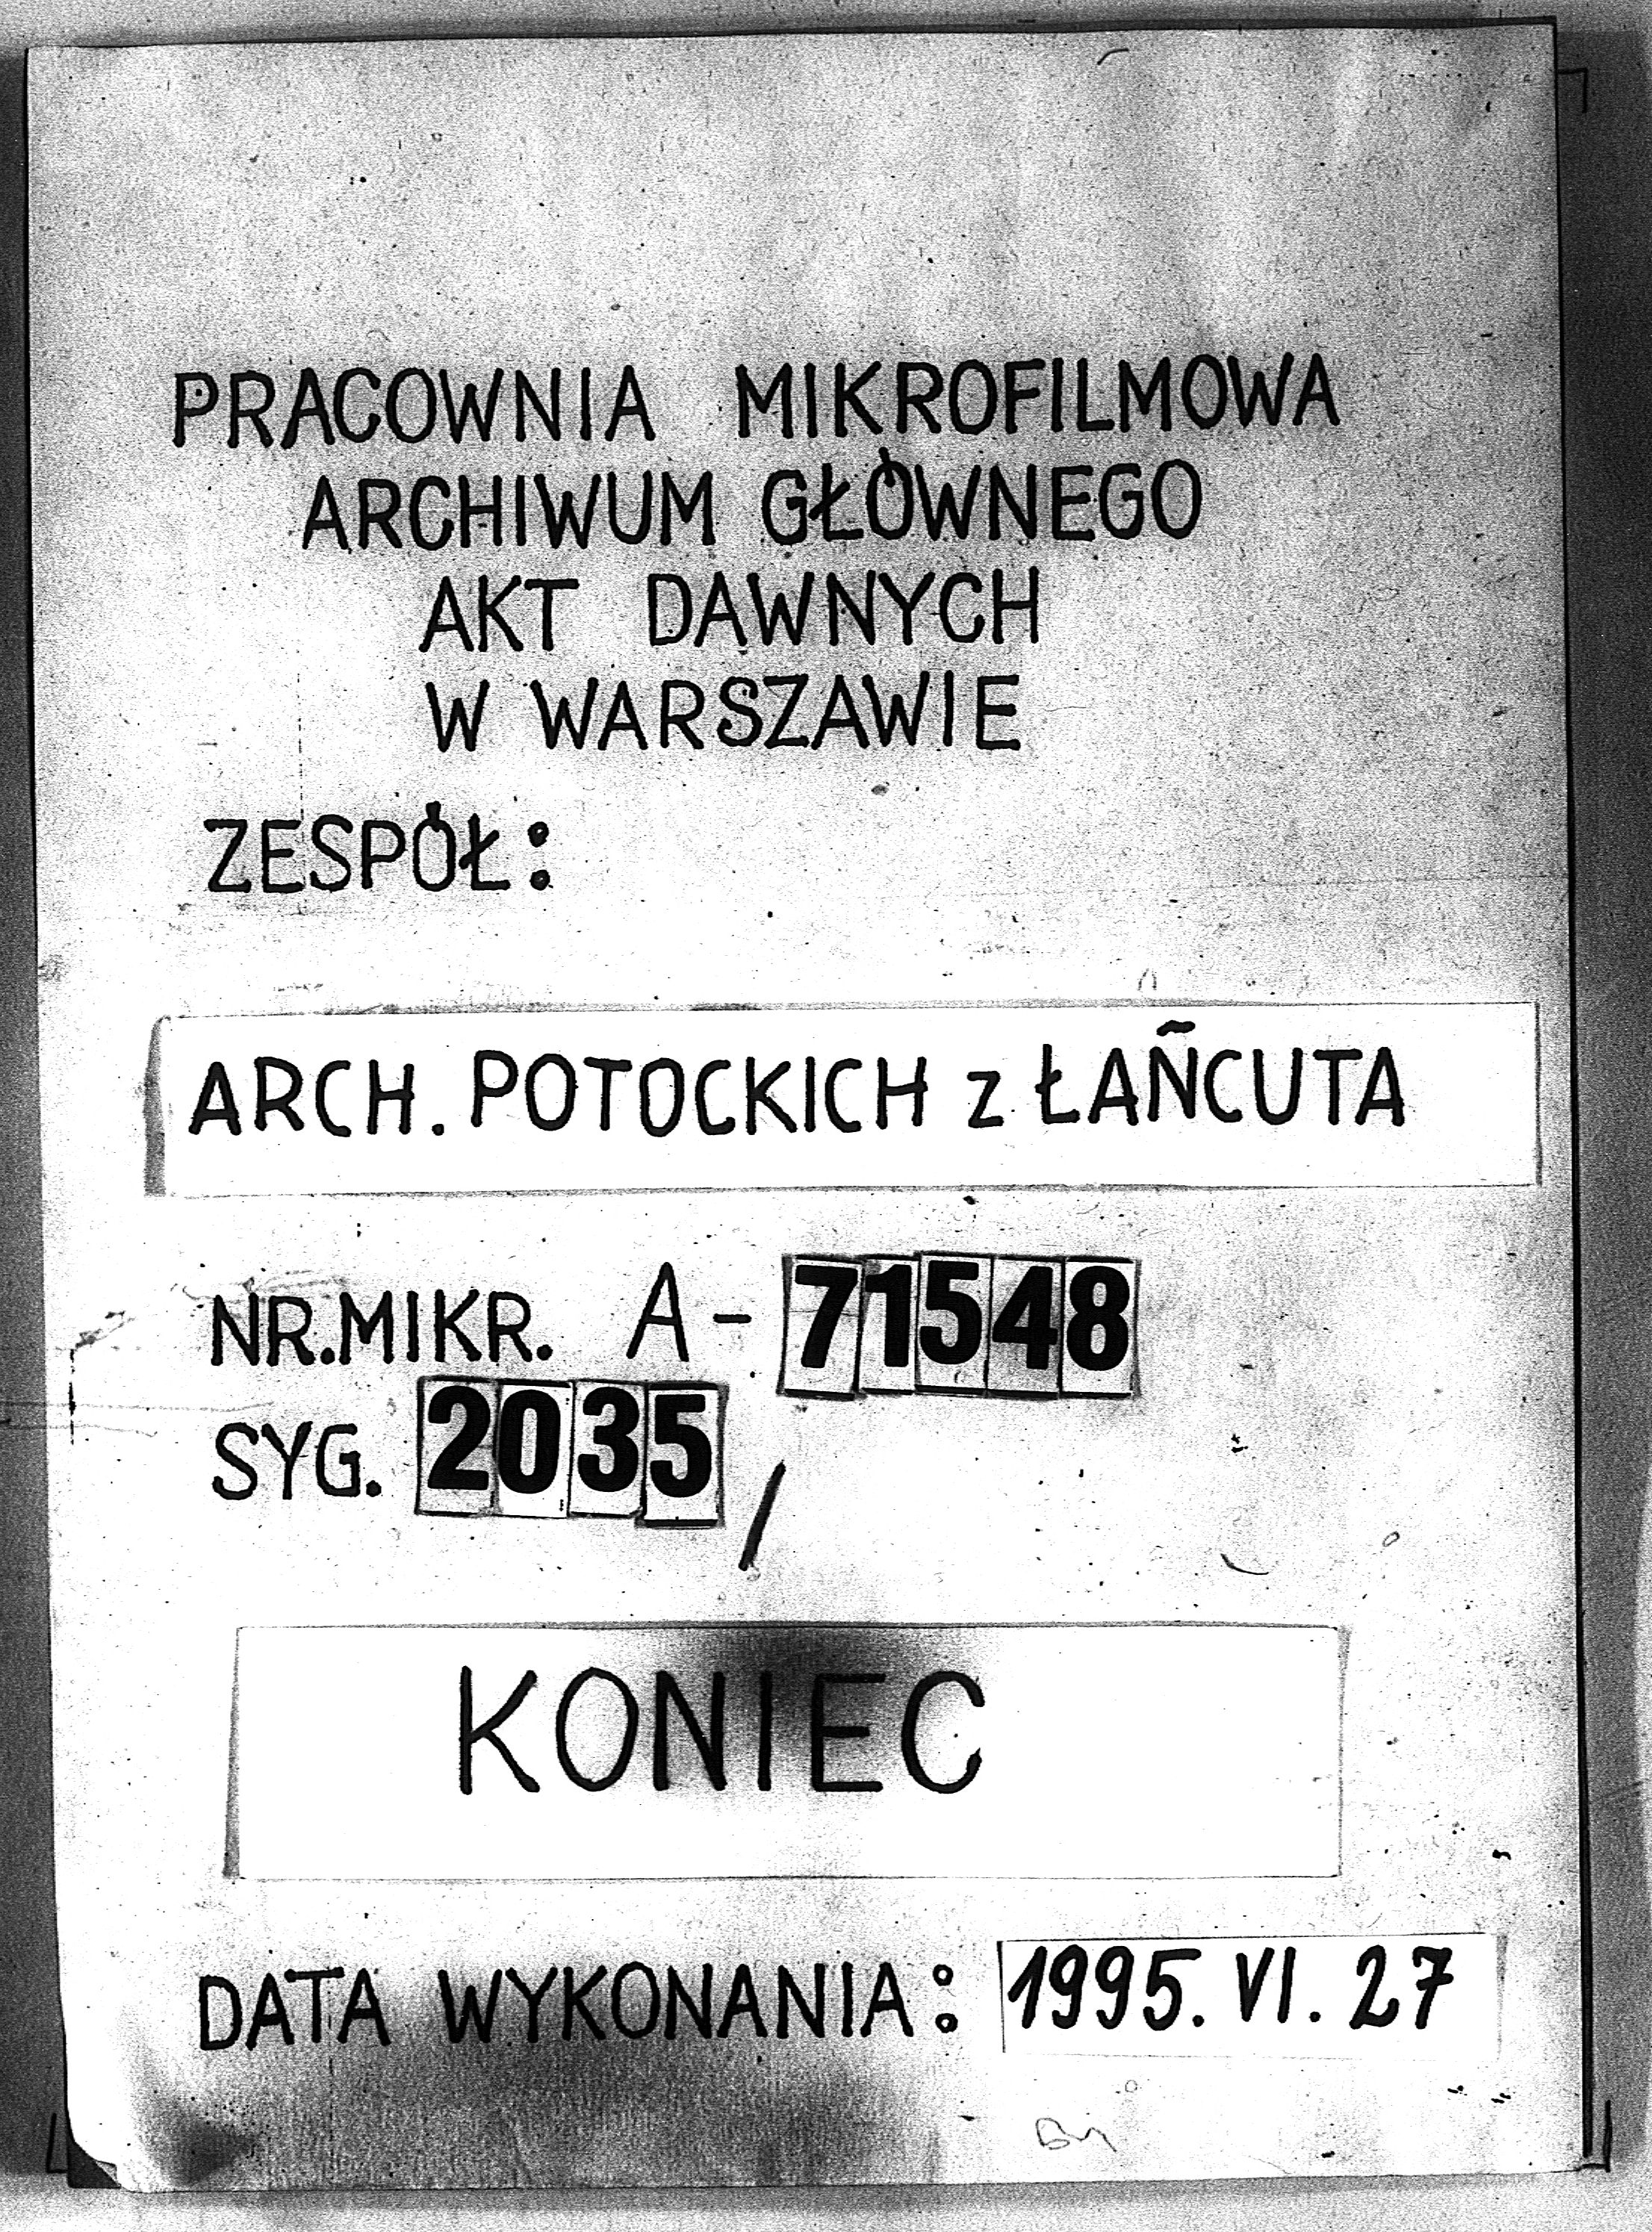 PRACOWNIA MIKROFILMOWA
ARCHIWUM GŁÓWNEGO
AKT DAWNYCH
W WARSZAWIE
ZESPÓŁ:
ARCH. POTOCKICH z ŁAŃCUTA
NR.MIKR. A-71548
SYG. 2035/
KONIEC
DATA WYKONANIA: 1995. VI. 27